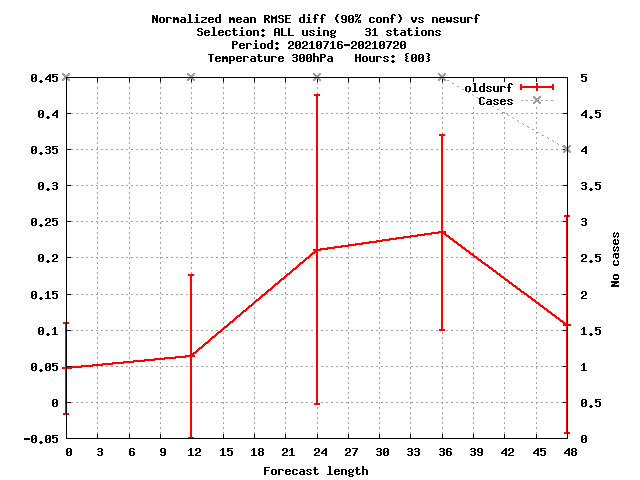 Normalized mean RMSE diff (90% conf) vs newsurf
Selection: ALL using    31 stations
Period: 20210716-20210720
Temperature 300hPa   Hours: {00}
0.45
0.4
0.35
0.3
0.25
0.2
0.15
0.1
0.05
0
-0.05
5
4.5
4
3.5
3
2.5
2
1.5
1
0.5
0
oldsurf
Cases
No cases
0 3 6 9 12 15 18 21 24 27 30 33 36 39 42 45 48
Forecast length